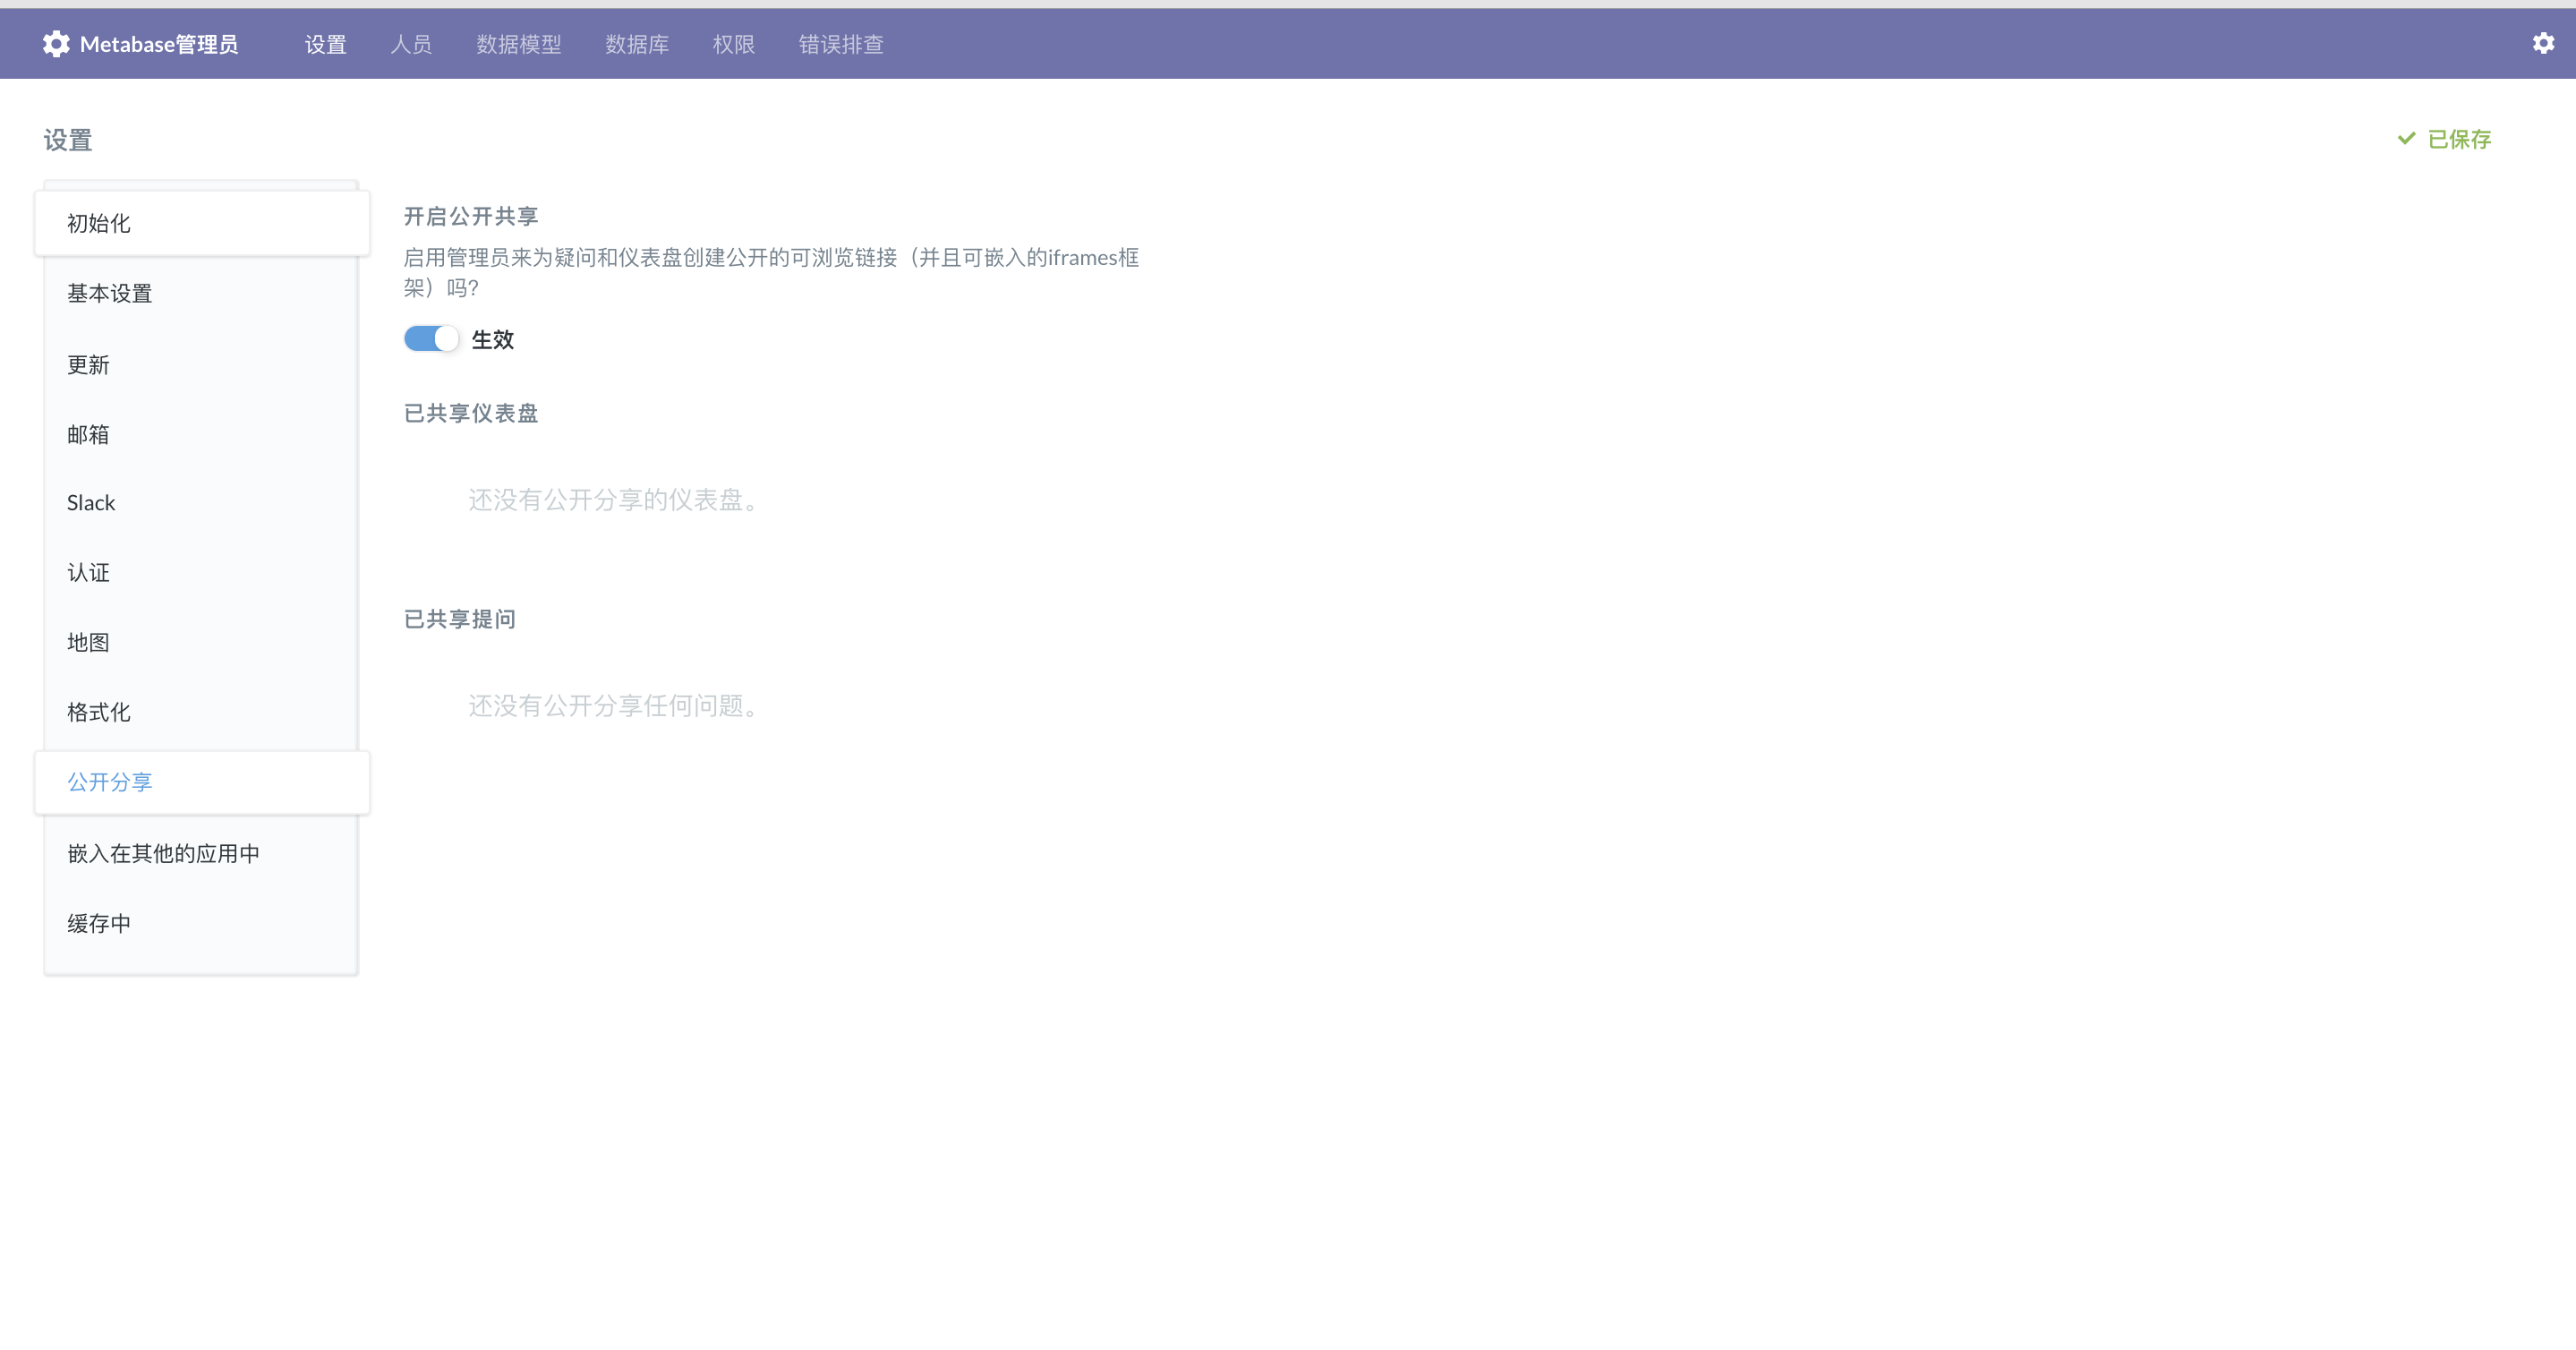 Metabase管理员
设置
人员
数据模型
数据库
权限
错误排查
设置
已保存
初始化
基本设置
更新
邮箱
Slack
认证
地图
格式化
公开分享
嵌入在其他的应用中
缓存中
开启公开共享
启用管理员来为疑问和仪表盘创建公开的可浏览链接（并且可嵌入的iframes框
架）吗?
生效
已共享仪表盘
还没有公开分享的仪表盘。
已共享提问
还没有公开分享任何问题。